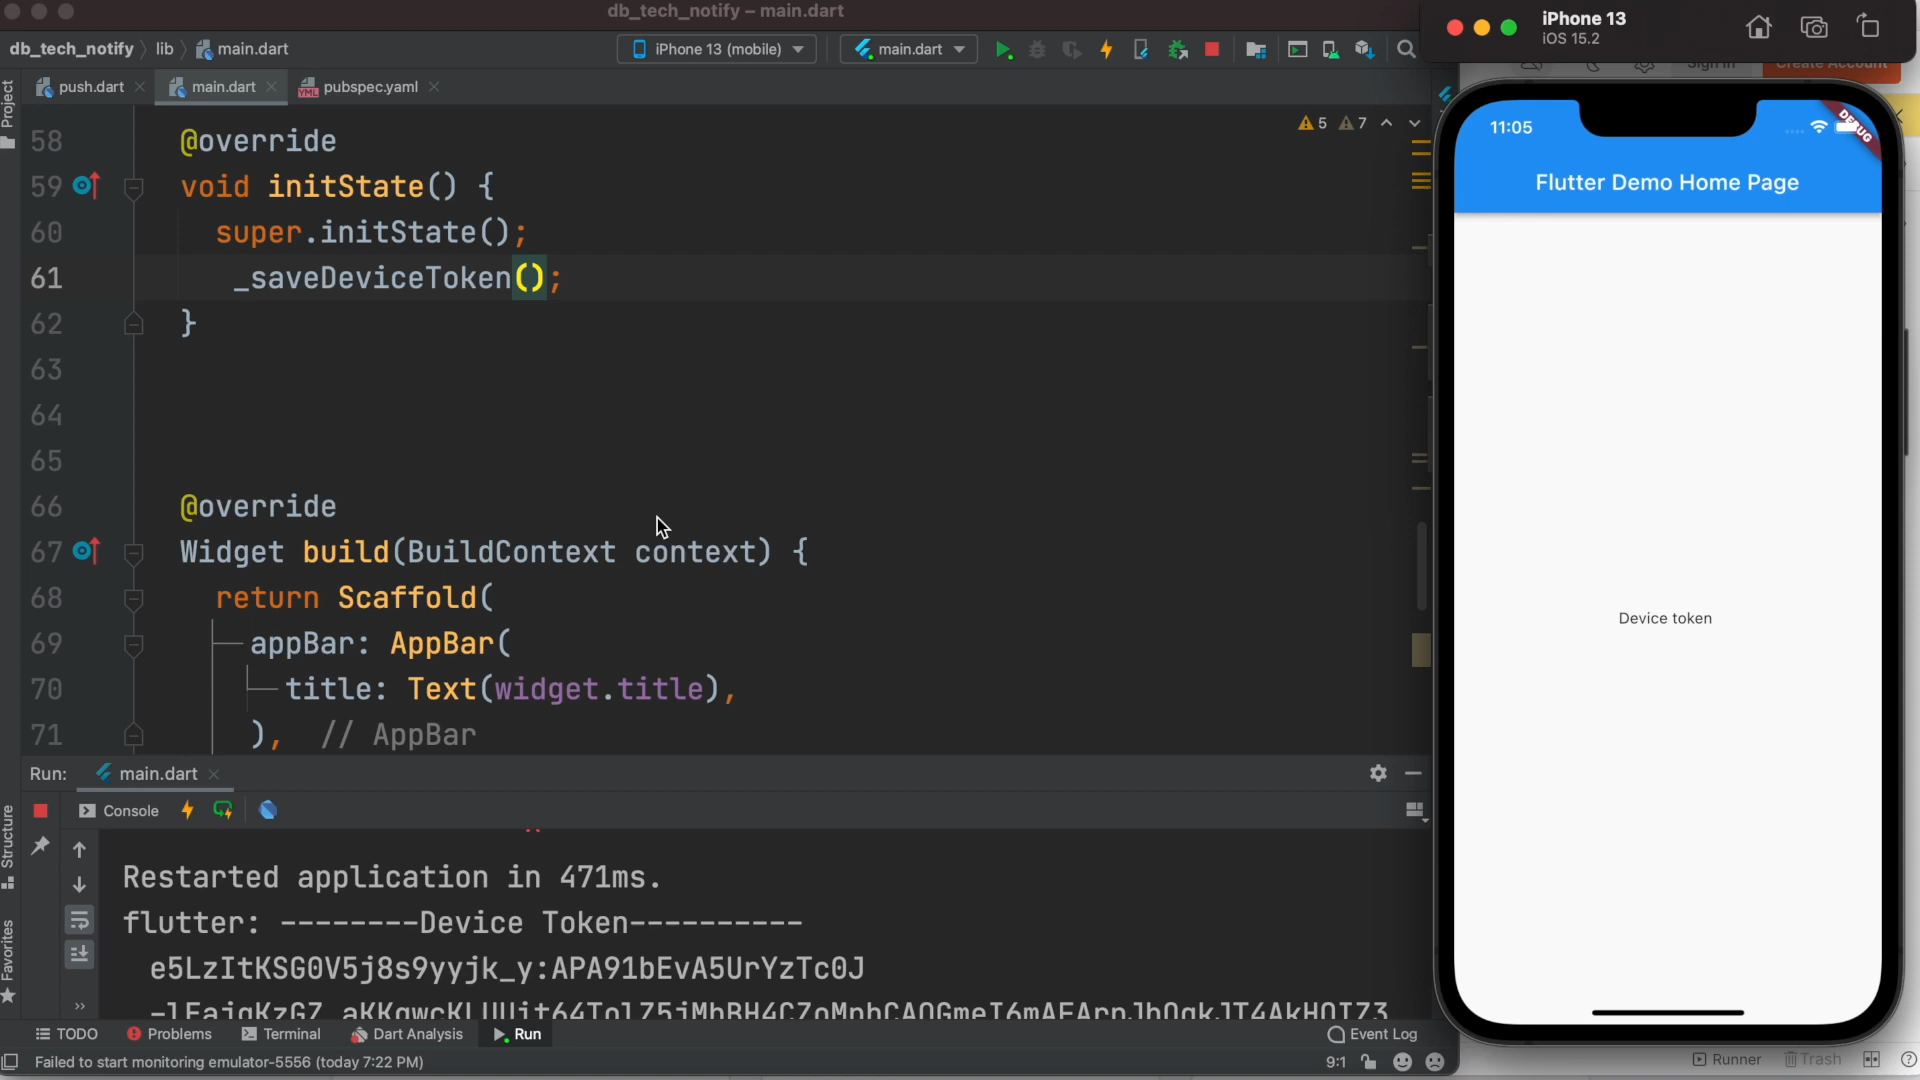 db_tech_notify – main.dart
db_tech_notify lib main.dart
iPhone 13 (mobile) main.dart
push.dart main.dart pubspec.yaml
Project
5 7
58 @override
59 void initState() {
60 super.initState();
61 _saveDeviceToken();
62 }
63
64
65
66 @override
67 Widget build(BuildContext context) {
68 return Scaffold(
69 appBar: AppBar(
70 title: Text(widget.title),
71 ), // AppBar
Run: main.dart
Console
Structure
Favorites
Restarted application in 471ms.
flutter: --------Device Token----------
e5LzItKSG0V5j8s9yyjk_y:APA91bEvA5UrYzTc0J
TODO Problems Terminal Dart Analysis Run Event Log
Failed to start monitoring emulator-5556 (today 7:22 PM) 9:1
iPhone 13
iOS 15.2
Sign in Create Account
11:05
DEBUG
Flutter Demo Home Page
Device token
Runner Trash